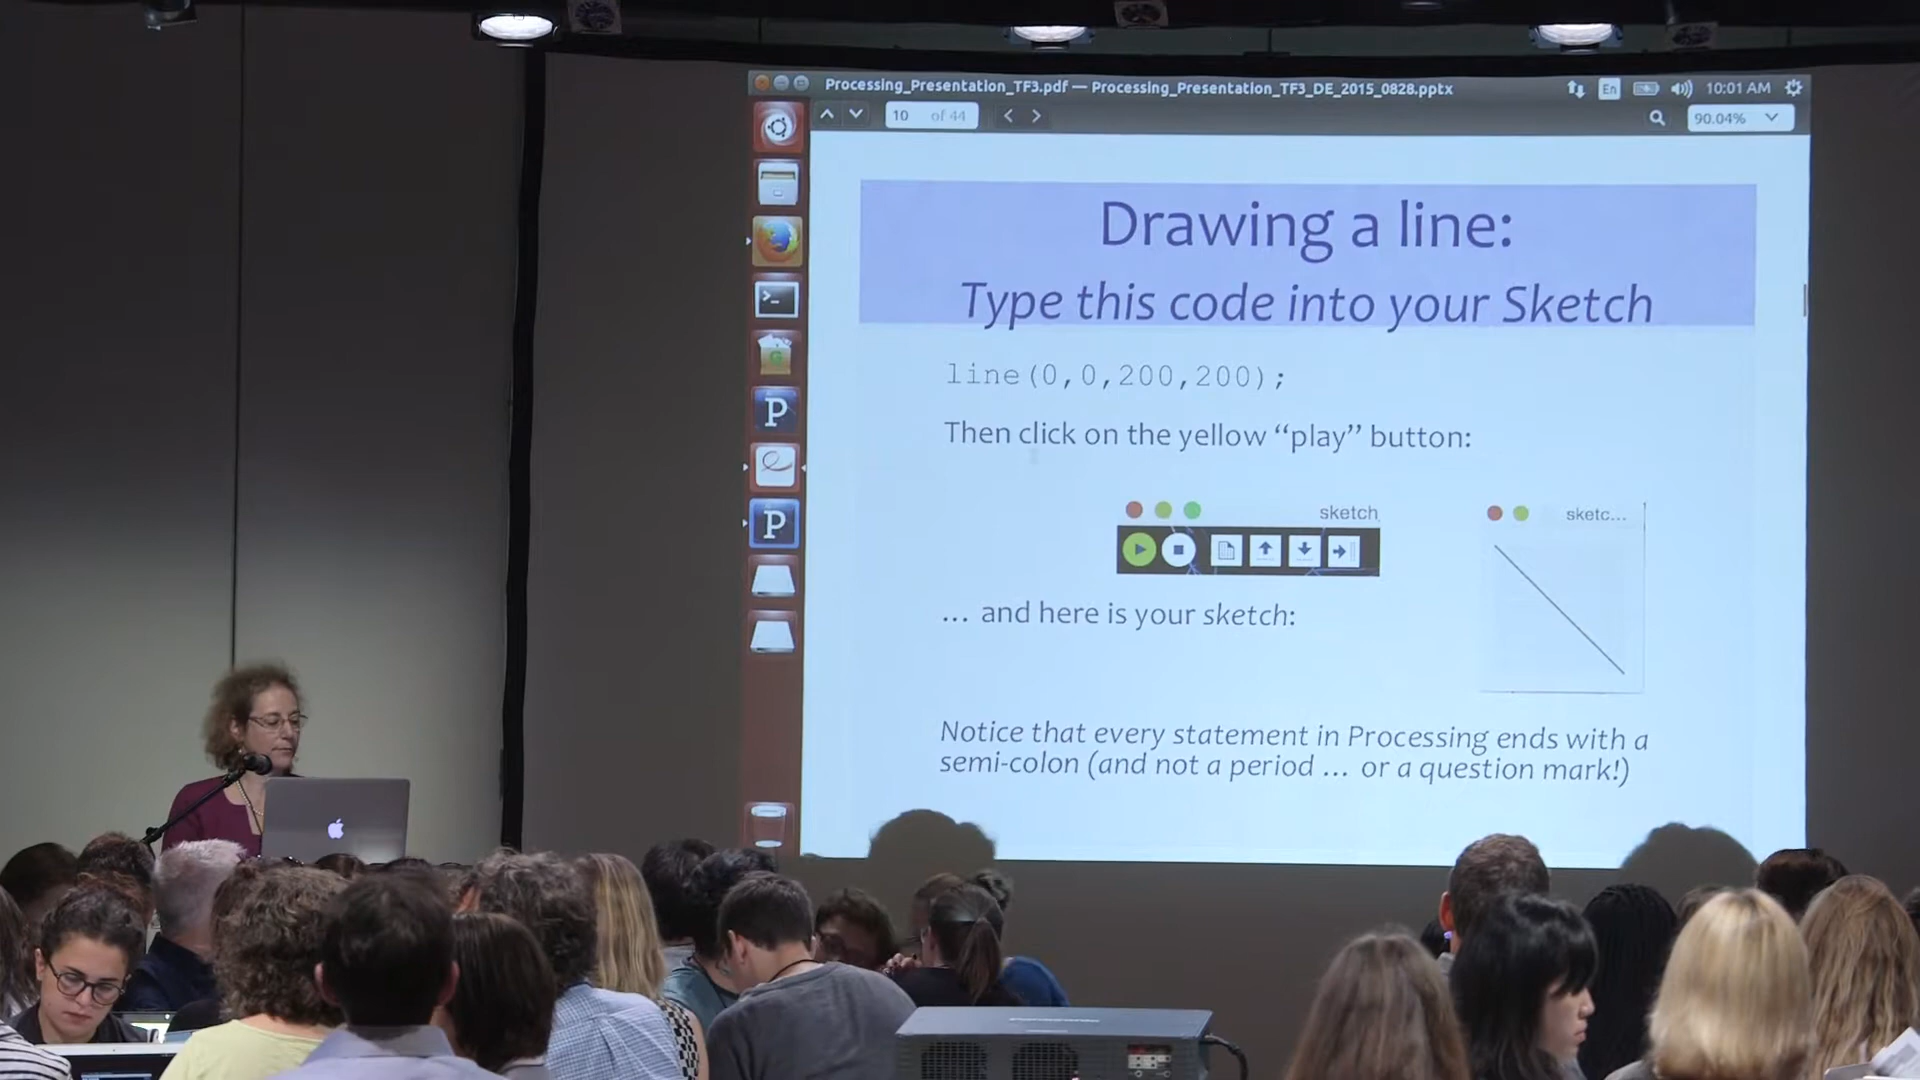 Processing_Presentation_TF3.pdf — Processing_Presentation_TF3_DE_2015_0828.pptx
En
10:01 AM
10 of 44
90.04%
Drawing a line:
Type this code into your Sketch
line(0,0,200,200);
Then click on the yellow “play” button:
sketch
sketc...
... and here is your sketch:
Notice that every statement in Processing ends with a
semi-colon (and not a period ... or a question mark!)
P
P